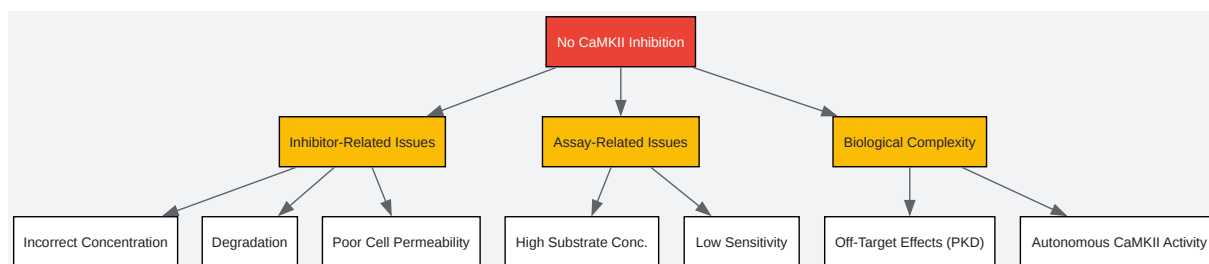 No CaMKII Inhibition
Inhibitor-Related Issues
Assay-Related Issues
Biological Complexity
Incorrect Concentration
Degradation
Poor Cell Permeability
High Substrate Conc.
Low Sensitivity
Off-Target Effects (PKD)
Autonomous CaMKII Activity